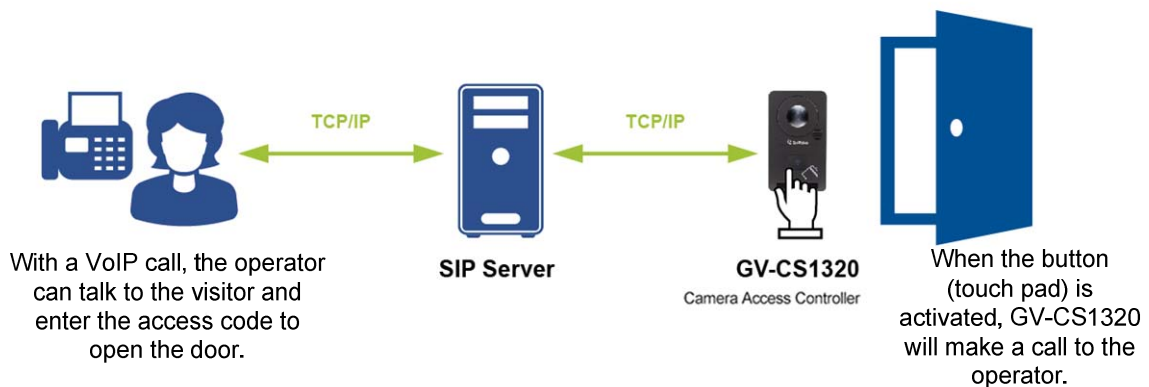 TCP/IP
TCP/IP
With a VoIP call, the operator
can talk to the visitor and
enter the access code to
open the door.
SIP Server
GV-CS1320
Camera Access Controller
When the button
(touch pad) is
activated, GV-CS1320
will make a call to the
operator.